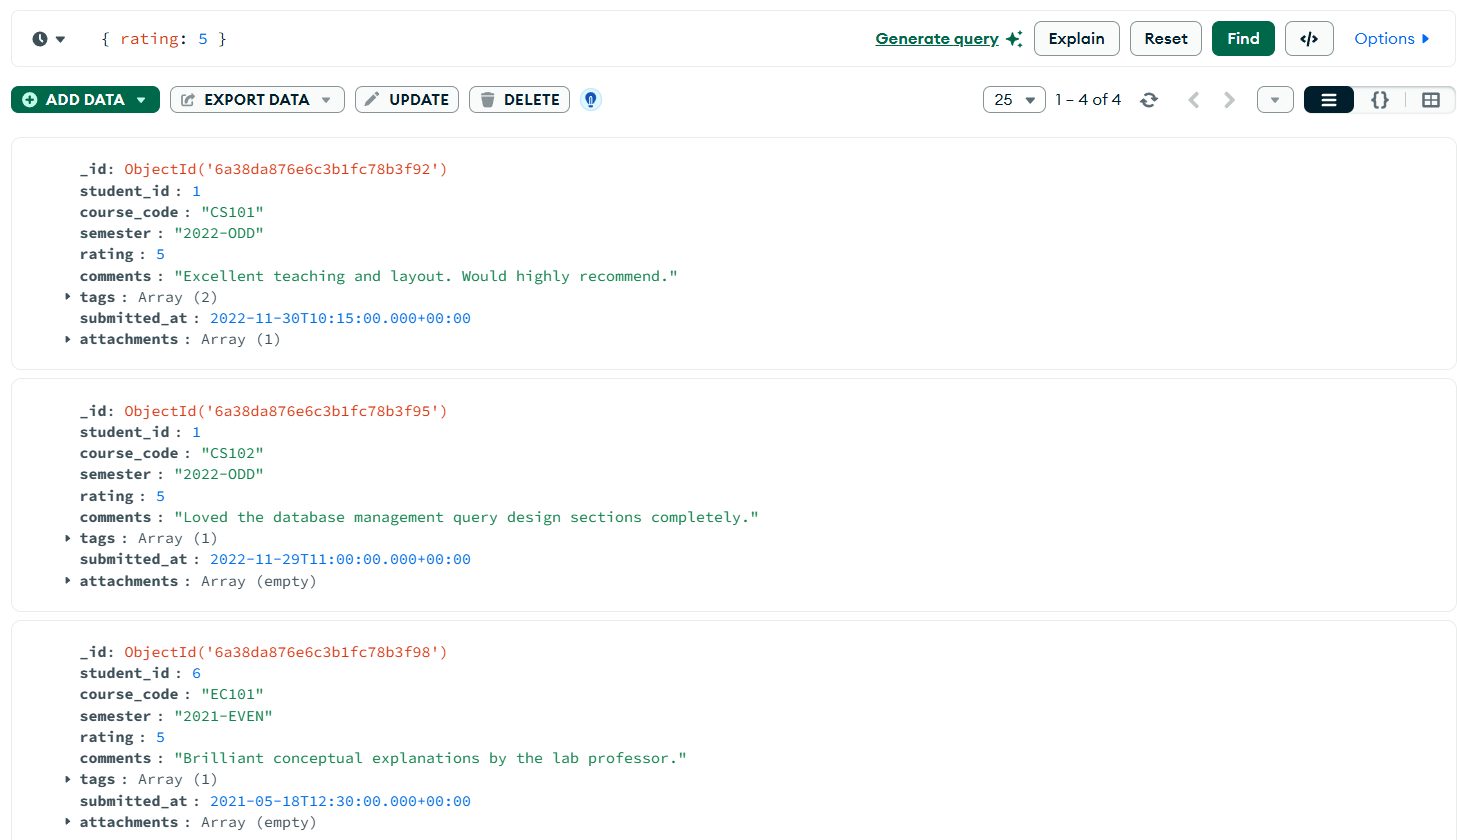 { rating: 5 }
Generate query
Explain
Reset
Find
</>
Options
ADD DATA
EXPORT DATA
UPDATE
DELETE
25
1 – 4 of 4
{}
_id: ObjectId('6a38da876e6c3b1fc78b3f92')
student_id : 1
course_code : "CS101"
semester : "2022-ODD"
rating : 5
comments : "Excellent teaching and layout. Would highly recommend."
tags : Array (2)
submitted_at : 2022-11-30T10:15:00.000+00:00
attachments : Array (1)
_id: ObjectId('6a38da876e6c3b1fc78b3f95')
student_id : 1
course_code : "CS102"
semester : "2022-ODD"
rating : 5
comments : "Loved the database management query design sections completely."
tags : Array (1)
submitted_at : 2022-11-29T11:00:00.000+00:00
attachments : Array (empty)
_id: ObjectId('6a38da876e6c3b1fc78b3f98')
student_id : 6
course_code : "EC101"
semester : "2021-EVEN"
rating : 5
comments : "Brilliant conceptual explanations by the lab professor."
tags : Array (1)
submitted_at : 2021-05-18T12:30:00.000+00:00
attachments : Array (empty)